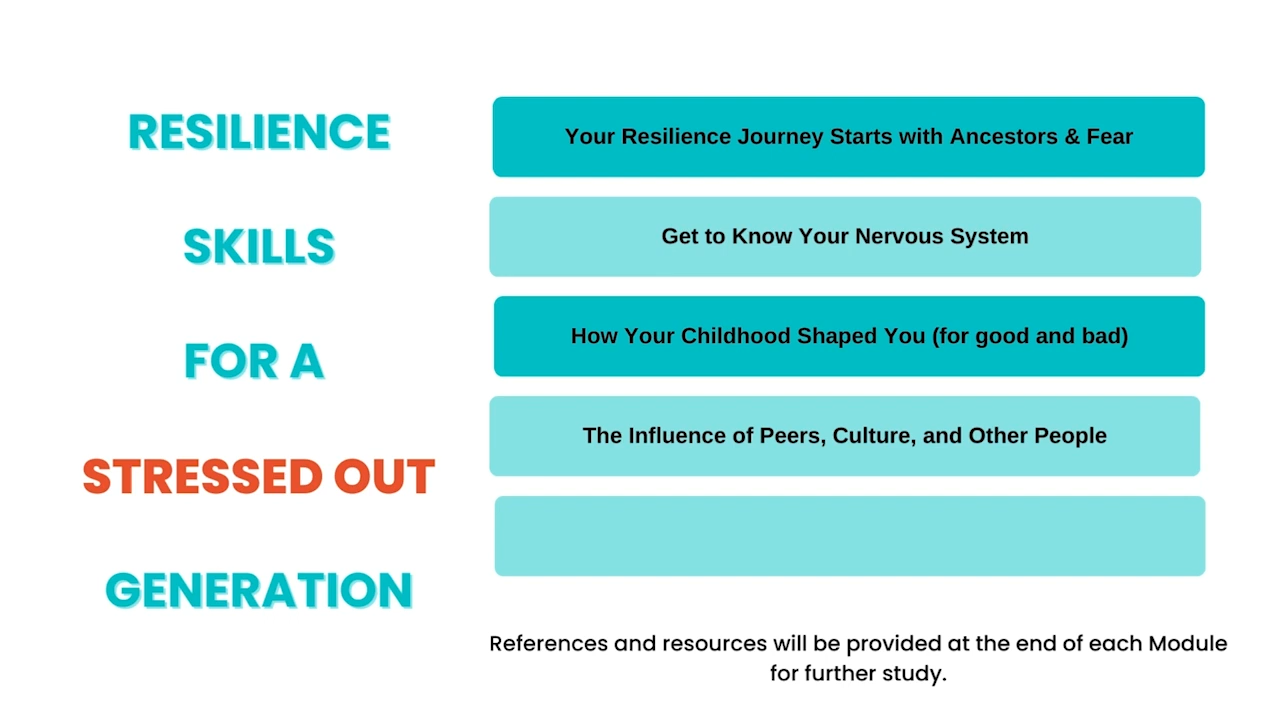 RESILIENCE
SKILLS
FOR A
STRESSED OUT
GENERATION
Your Resilience Journey Starts with Ancestors & Fear
Get to Know Your Nervous System
How Your Childhood Shaped You (for good and bad)
The Influence of Peers, Culture, and Other People
References and resources will be provided at the end of each Module
for further study.